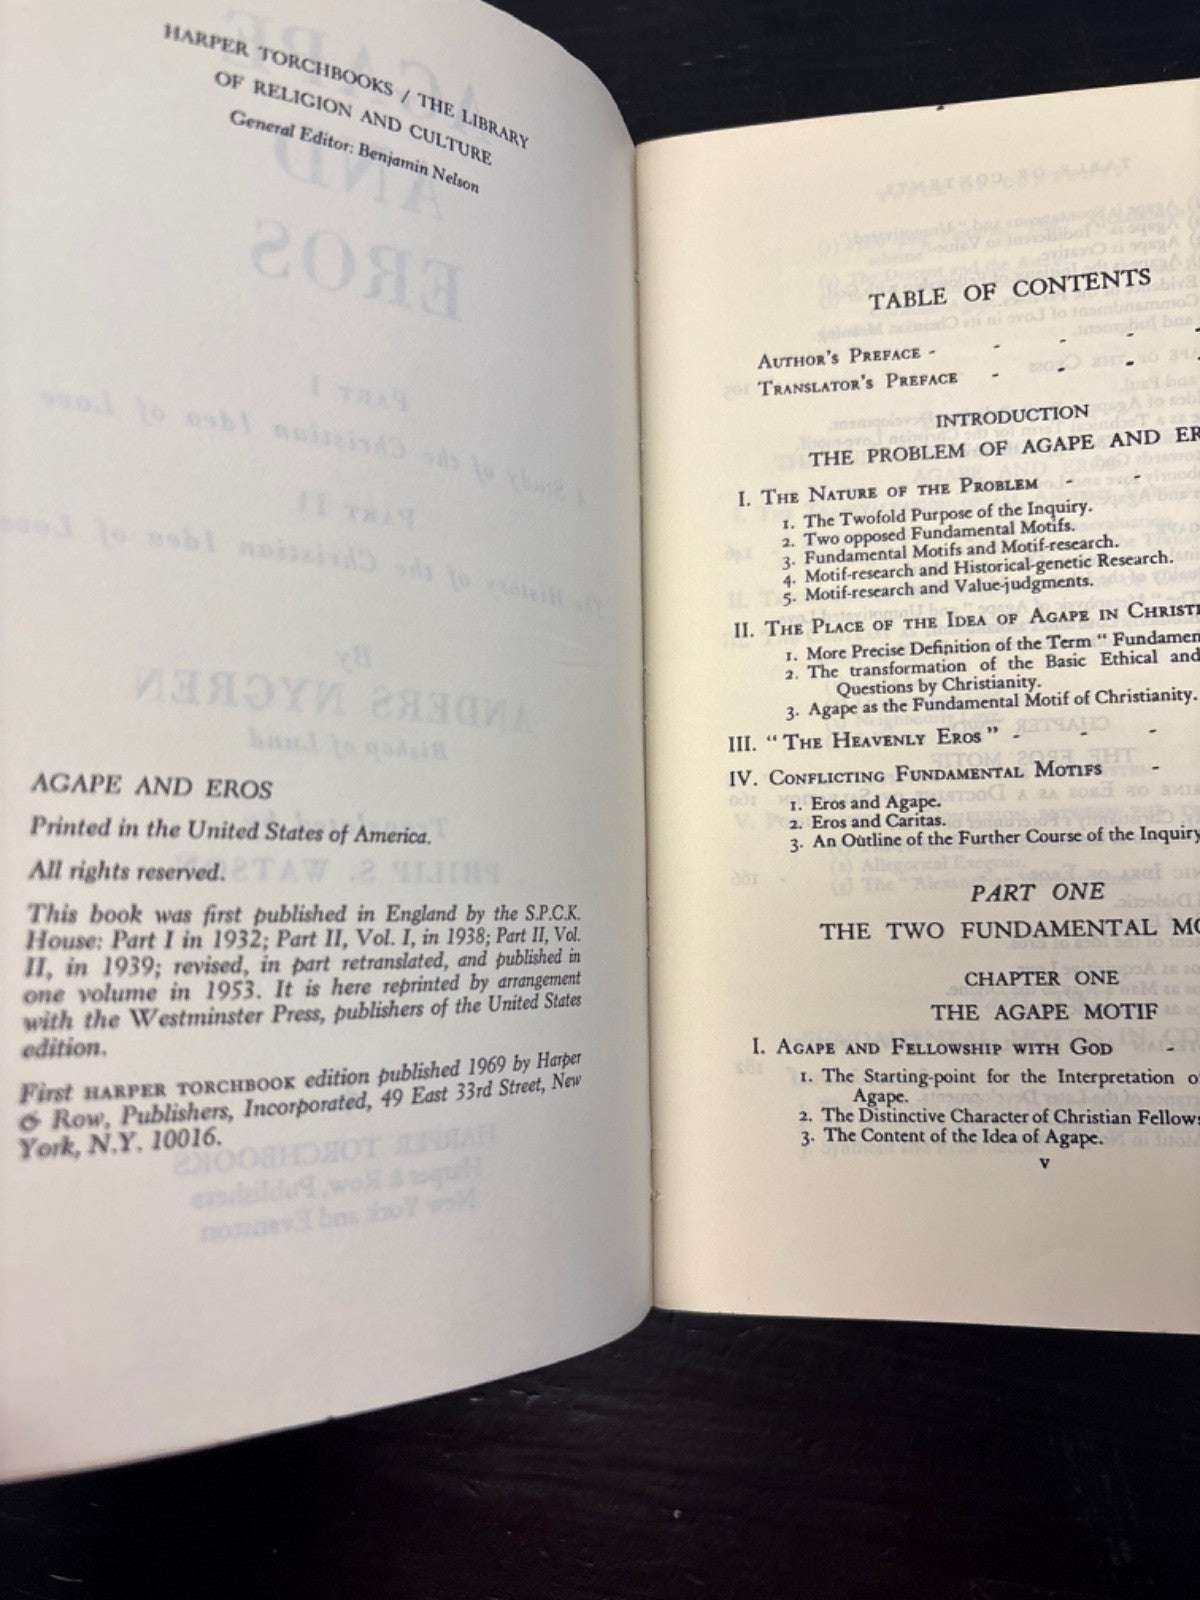 HARPER TORCHBOOKS / THE LIBRARY
OF RELIGION AND CULTURE
General Editor: Benjamin Nelson
AGAPE AND EROS
Printed in the United States of America.
All rights reserved.
This book was first published in England by the S.P.C.K.
House: Part I in 1932; Part II, Vol. I, in 1938; Part II, Vol.
II, in 1939; revised, in part retranslated, and published in
one volume in 1953. It is here reprinted by arrangement
with the Westminster Press, publishers of the United States
edition.
First HARPER TORCHBOOK edition published 1969 by Harper
& Row, Publishers, Incorporated, 49 East 33rd Street, New
York, N.Y. 10016.
TABLE OF CONTENTS
AUTHOR'S PREFACE - - - -
TRANSLATOR'S PREFACE - - -
INTRODUCTION
THE PROBLEM OF AGAPE AND ER
I. THE NATURE OF THE PROBLEM - -
1. The Twofold Purpose of the Inquiry.
2. Two opposed Fundamental Motifs.
3. Fundamental Motifs and Motif-research.
4. Motif-research and Historical-genetic Research.
5. Motif-research and Value-judgments.
II. THE PLACE OF THE IDEA OF AGAPE IN CHRISTI
1. More Precise Definition of the Term " Fundamen
2. The transformation of the Basic Ethical and
Questions by Christianity.
3. Agape as the Fundamental Motif of Christianity.
III. " THE HEAVENLY EROS " - - -
IV. CONFLICTING FUNDAMENTAL MOTIFS -
1. Eros and Agape.
2. Eros and Caritas.
3. An Outline of the Further Course of the Inquiry
PART ONE
THE TWO FUNDAMENTAL MO
CHAPTER ONE
THE AGAPE MOTIF
I. AGAPE AND FELLOWSHIP WITH GOD -
1. The Starting-point for the Interpretation o
Agape.
2. The Distinctive Character of Christian Fellows
3. The Content of the Idea of Agape.
v